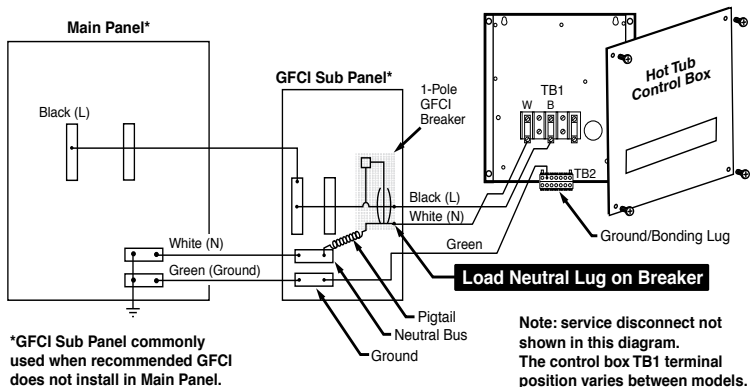 Main Panel*
Black (L)
White (N)
Green (Ground)
GFCI Sub Panel*
1-Pole
GFCI
Breaker
Black (L)
White (N)
Green
W B
TB1
TB2
Hot Tub
Control Box
Ground/Bonding Lug
Load Neutral Lug on Breaker
Pigtail
Neutral Bus
Ground
*GFCI Sub Panel commonly
used when recommended GFCI
does not install in Main Panel.
Note: service disconnect not
shown in this diagram.
The control box TB1 terminal
position varies between models.